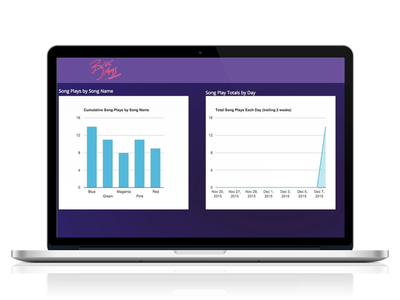 Song Plays by Song Name
Cumulative Song Plays by Song Name
16
12
8
4
0
Blue
Green
Magenta
Pink
Red
Song Play Totals by Day
Total Song Plays Each Day (trailing 2 weeks)
16
12
8
4
0
Nov 25, 2015
Nov 27, 2015
Nov 29, 2015
Dec 1, 2015
Dec 3, 2015
Dec 5, 2015
Dec 7, 2015